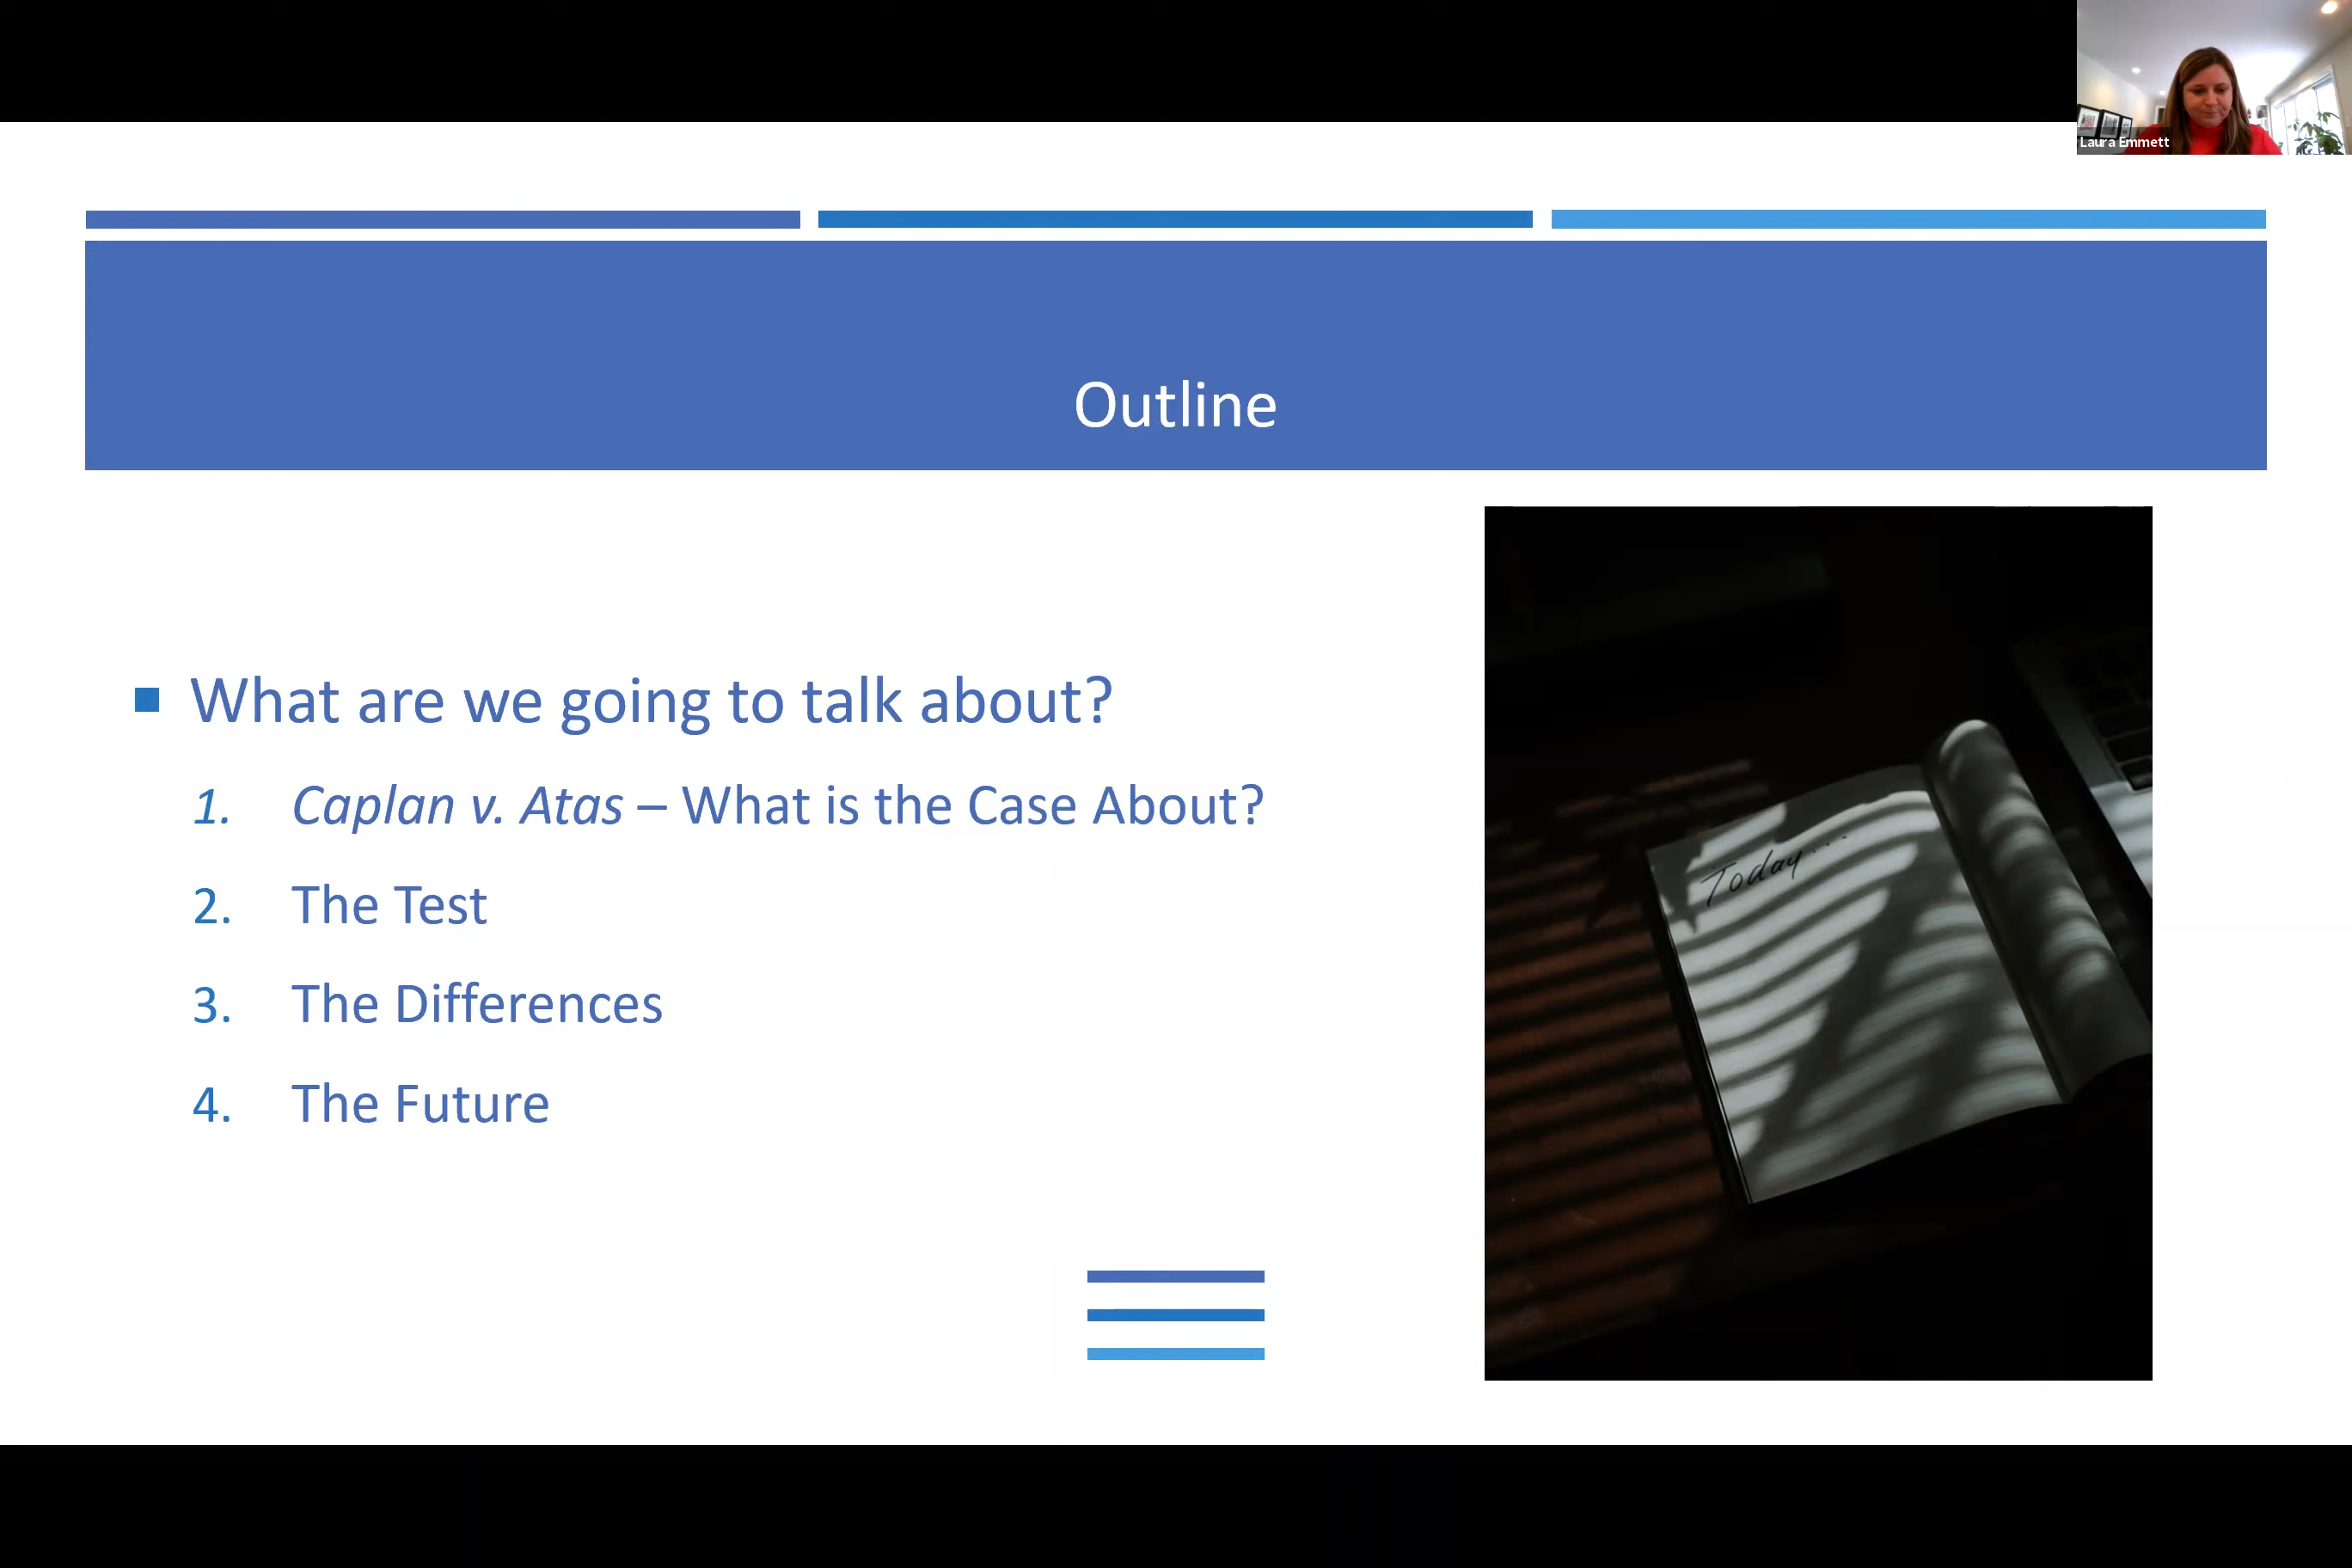 Laura Emmett
Outline
What are we going to talk about?
1. Caplan v. Atas – What is the Case About?
2. The Test
3. The Differences
4. The Future
Today...